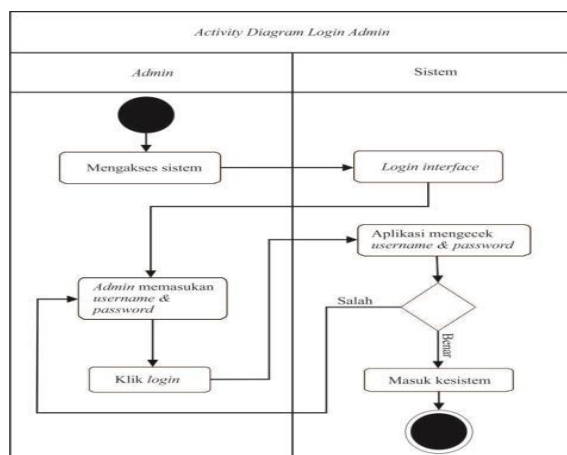 Activity Diagram Login Admin
Admin
Sistem
Mengakses sistem
Login interface
Aplikasi mengecek
username & password
Admin memasukan
username &
password
Salah
Benar
Klik login
Masuk kesistem